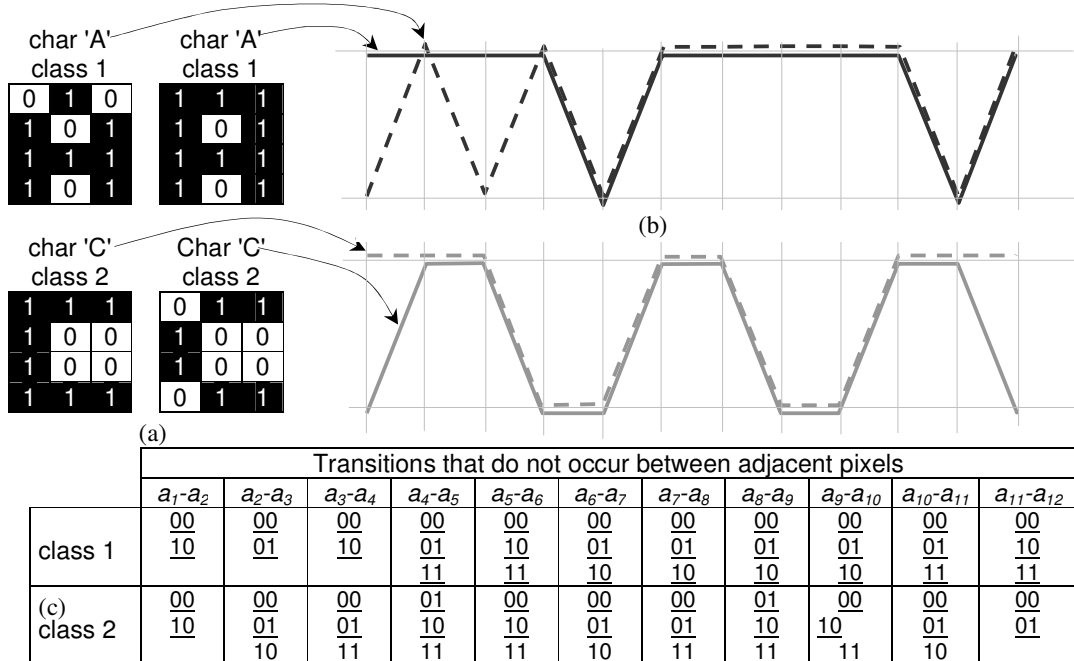 char 'A' char 'A'
class 1 class 1
0 1 0 1 1 1
1 0 1 1 0 1
1 1 1 1 1 1
1 0 1 1 0 1
(b)
char 'C' Char 'C'
class 2 class 2
1 1 1 0 1 1
1 0 0 1 0 0
1 0 0 1 0 0
1 1 1 0 1 1
(a)
Transitions that do not occur between adjacent pixels
a1-a2 a2-a3 a3-a4 a4-a5 a5-a6 a6-a7 a7-a8 a8-a9 a9-a10 a10-a11 a11-a12
00 00 00 00 00 00 00 00 00 00 00
class 1 10 01 10 01 10 01 01 01 01 01 10
11 11 10 10 10 10 11 11
(c) 00 00 00 01 00 00 00 01 00 00 00
class 2 10 01 01 10 10 01 01 10 10 01 01
10 11 11 11 10 11 11 11 10